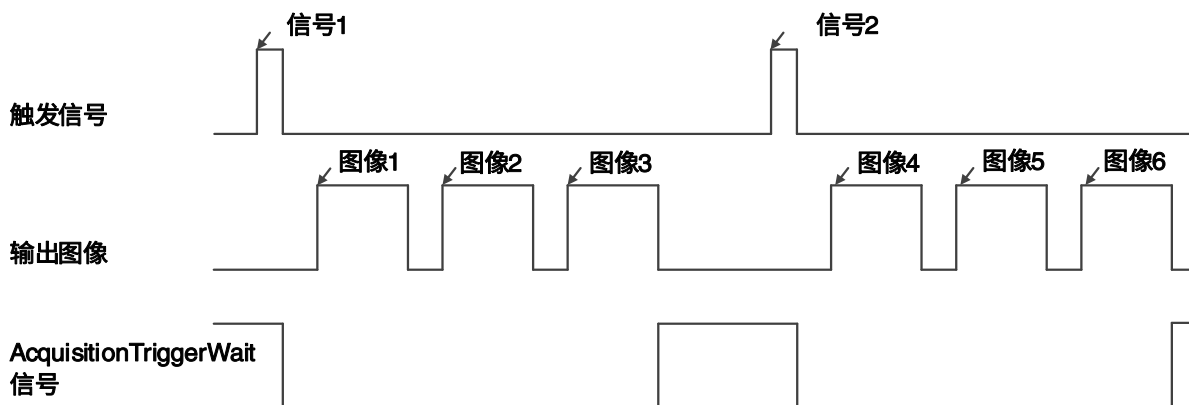 信号1
信号2
触发信号
图像1
图像2
图像3
图像4
图像5
图像6
输出图像
AcquisitionTriggerWait
信号